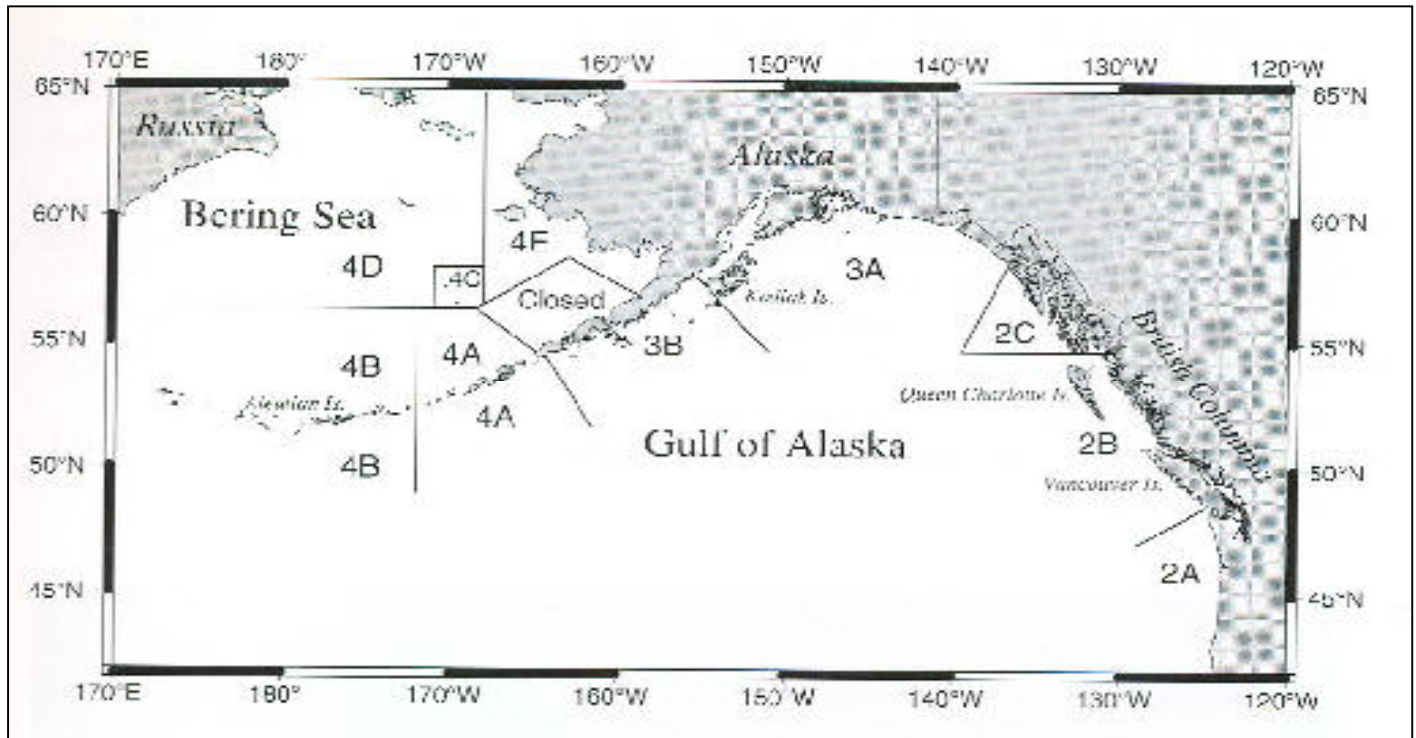 170°E 180° 170°W 160°W 150°W 140°W 130°W 120°W
65°N 65°N
Russia
Alaska
60°N 60°N
Bering Sea
4E
4D 4C 3A
Closed Kodiak Is.
55°N 55°N
3B 2C
4B 4A
British Columbia
Aleutian Is. 4A Queen Charlotte Is.
Gulf of Alaska 2B
50°N 4B 50°N
Vancouver Is.
2A
45°N 45°N
170°E 180° 170°W 160°W 150°W 140°W 130°W 120°W